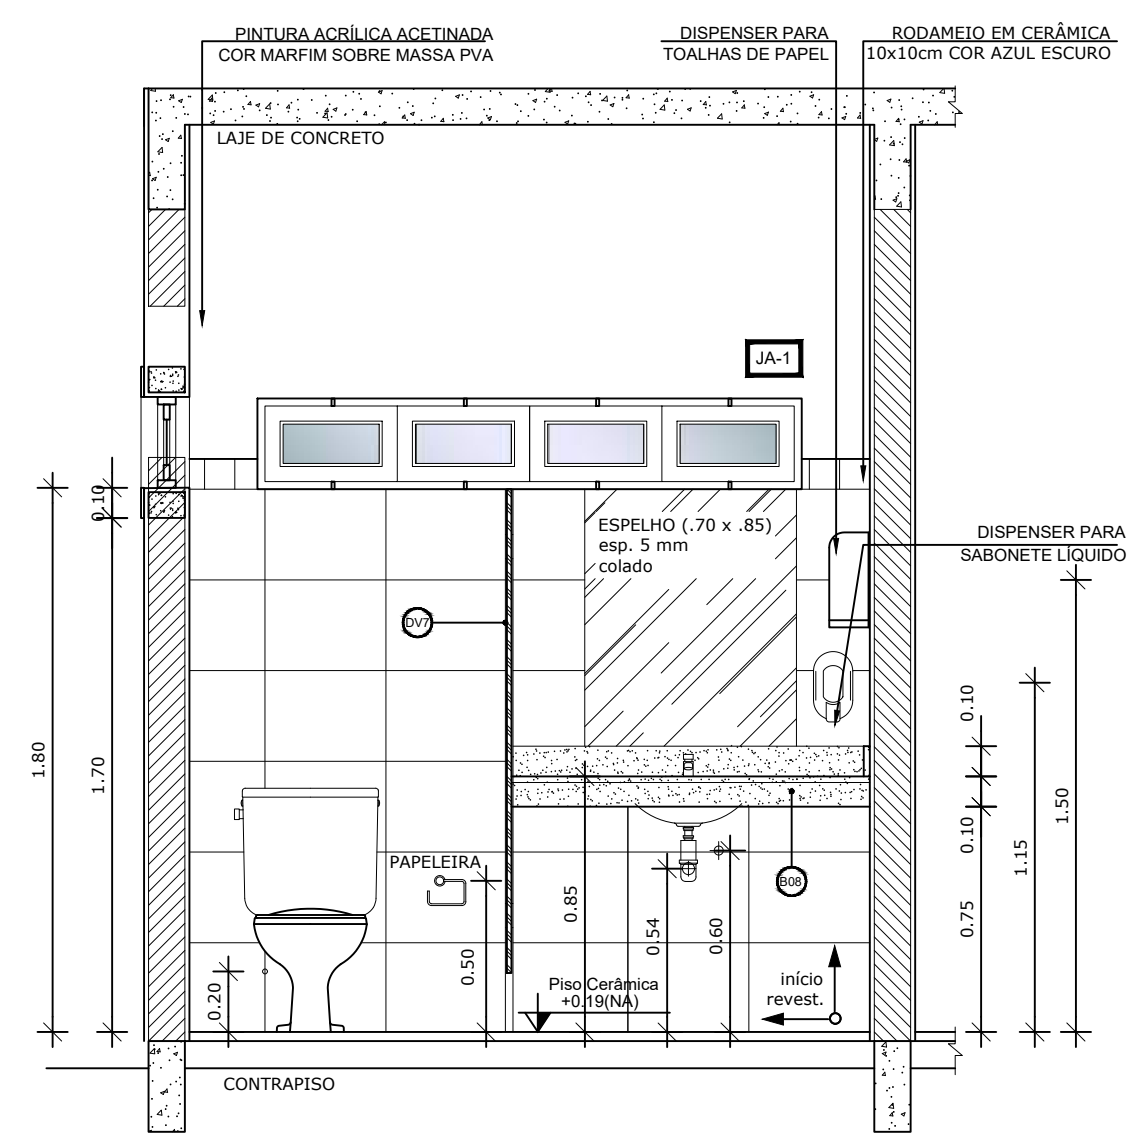 PINTURA ACRÍLICA ACETINADA
COR MARFIM SOBRE MASSA PVA
DISPENSER PARA
TOALHAS DE PAPEL
RODAMEIO EM CERÂMICA
10x10cm COR AZUL ESCURO
LAJE DE CONCRETO
JA-1
ESPELHO (.70 x .85)
esp. 5 mm
colado
DISPENSER PARA
SABONETE LÍQUIDO
DV7
0.10
1.80
1.70
PAPELEIRA
B08
0.20
0.50
0.85
0.54
0.60
Piso Cerâmica
+0.19(NA)
início
revest.
0.10
0.10
0.75
1.15
1.50
CONTRAPISO